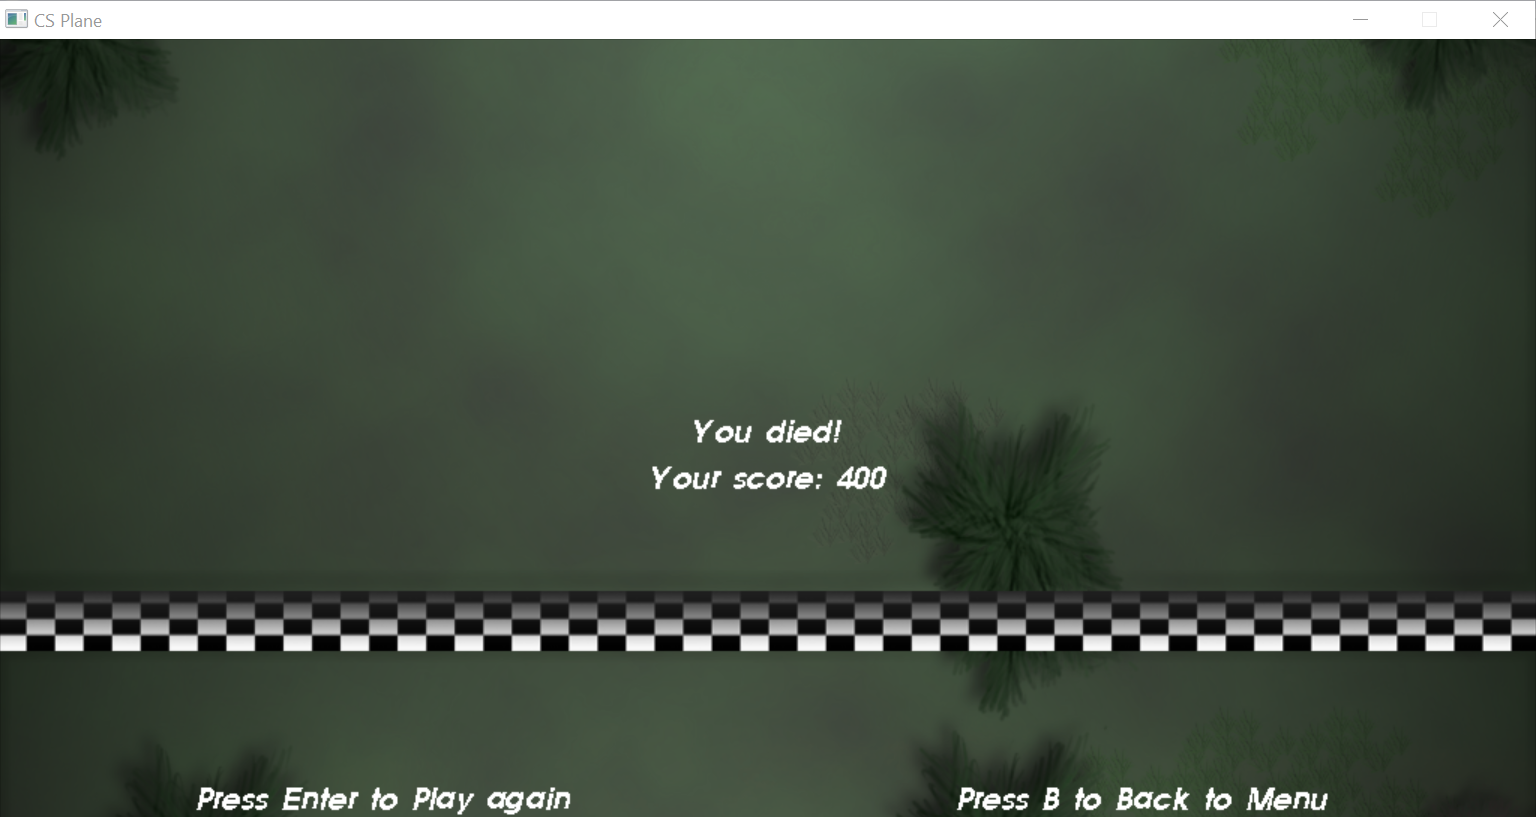 CS Plane
You died!
Your score: 400
Press Enter to Play again
Press B to Back to Menu